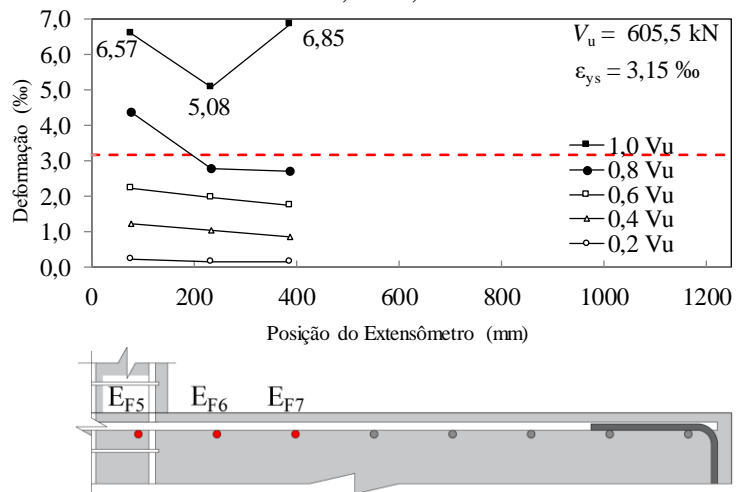 7,0
6,0
5,0
4,0
3,0
2,0
1,0
0,0
Deformação (‰)
6,57
5,08
6,85
Vu = 605,5 kN
εys = 3,15 ‰
1,0 Vu
0,8 Vu
0,6 Vu
0,4 Vu
0,2 Vu
0 200 400 600 800 1000 1200
Posição do Extensômetro (mm)
EF5 EF6 EF7